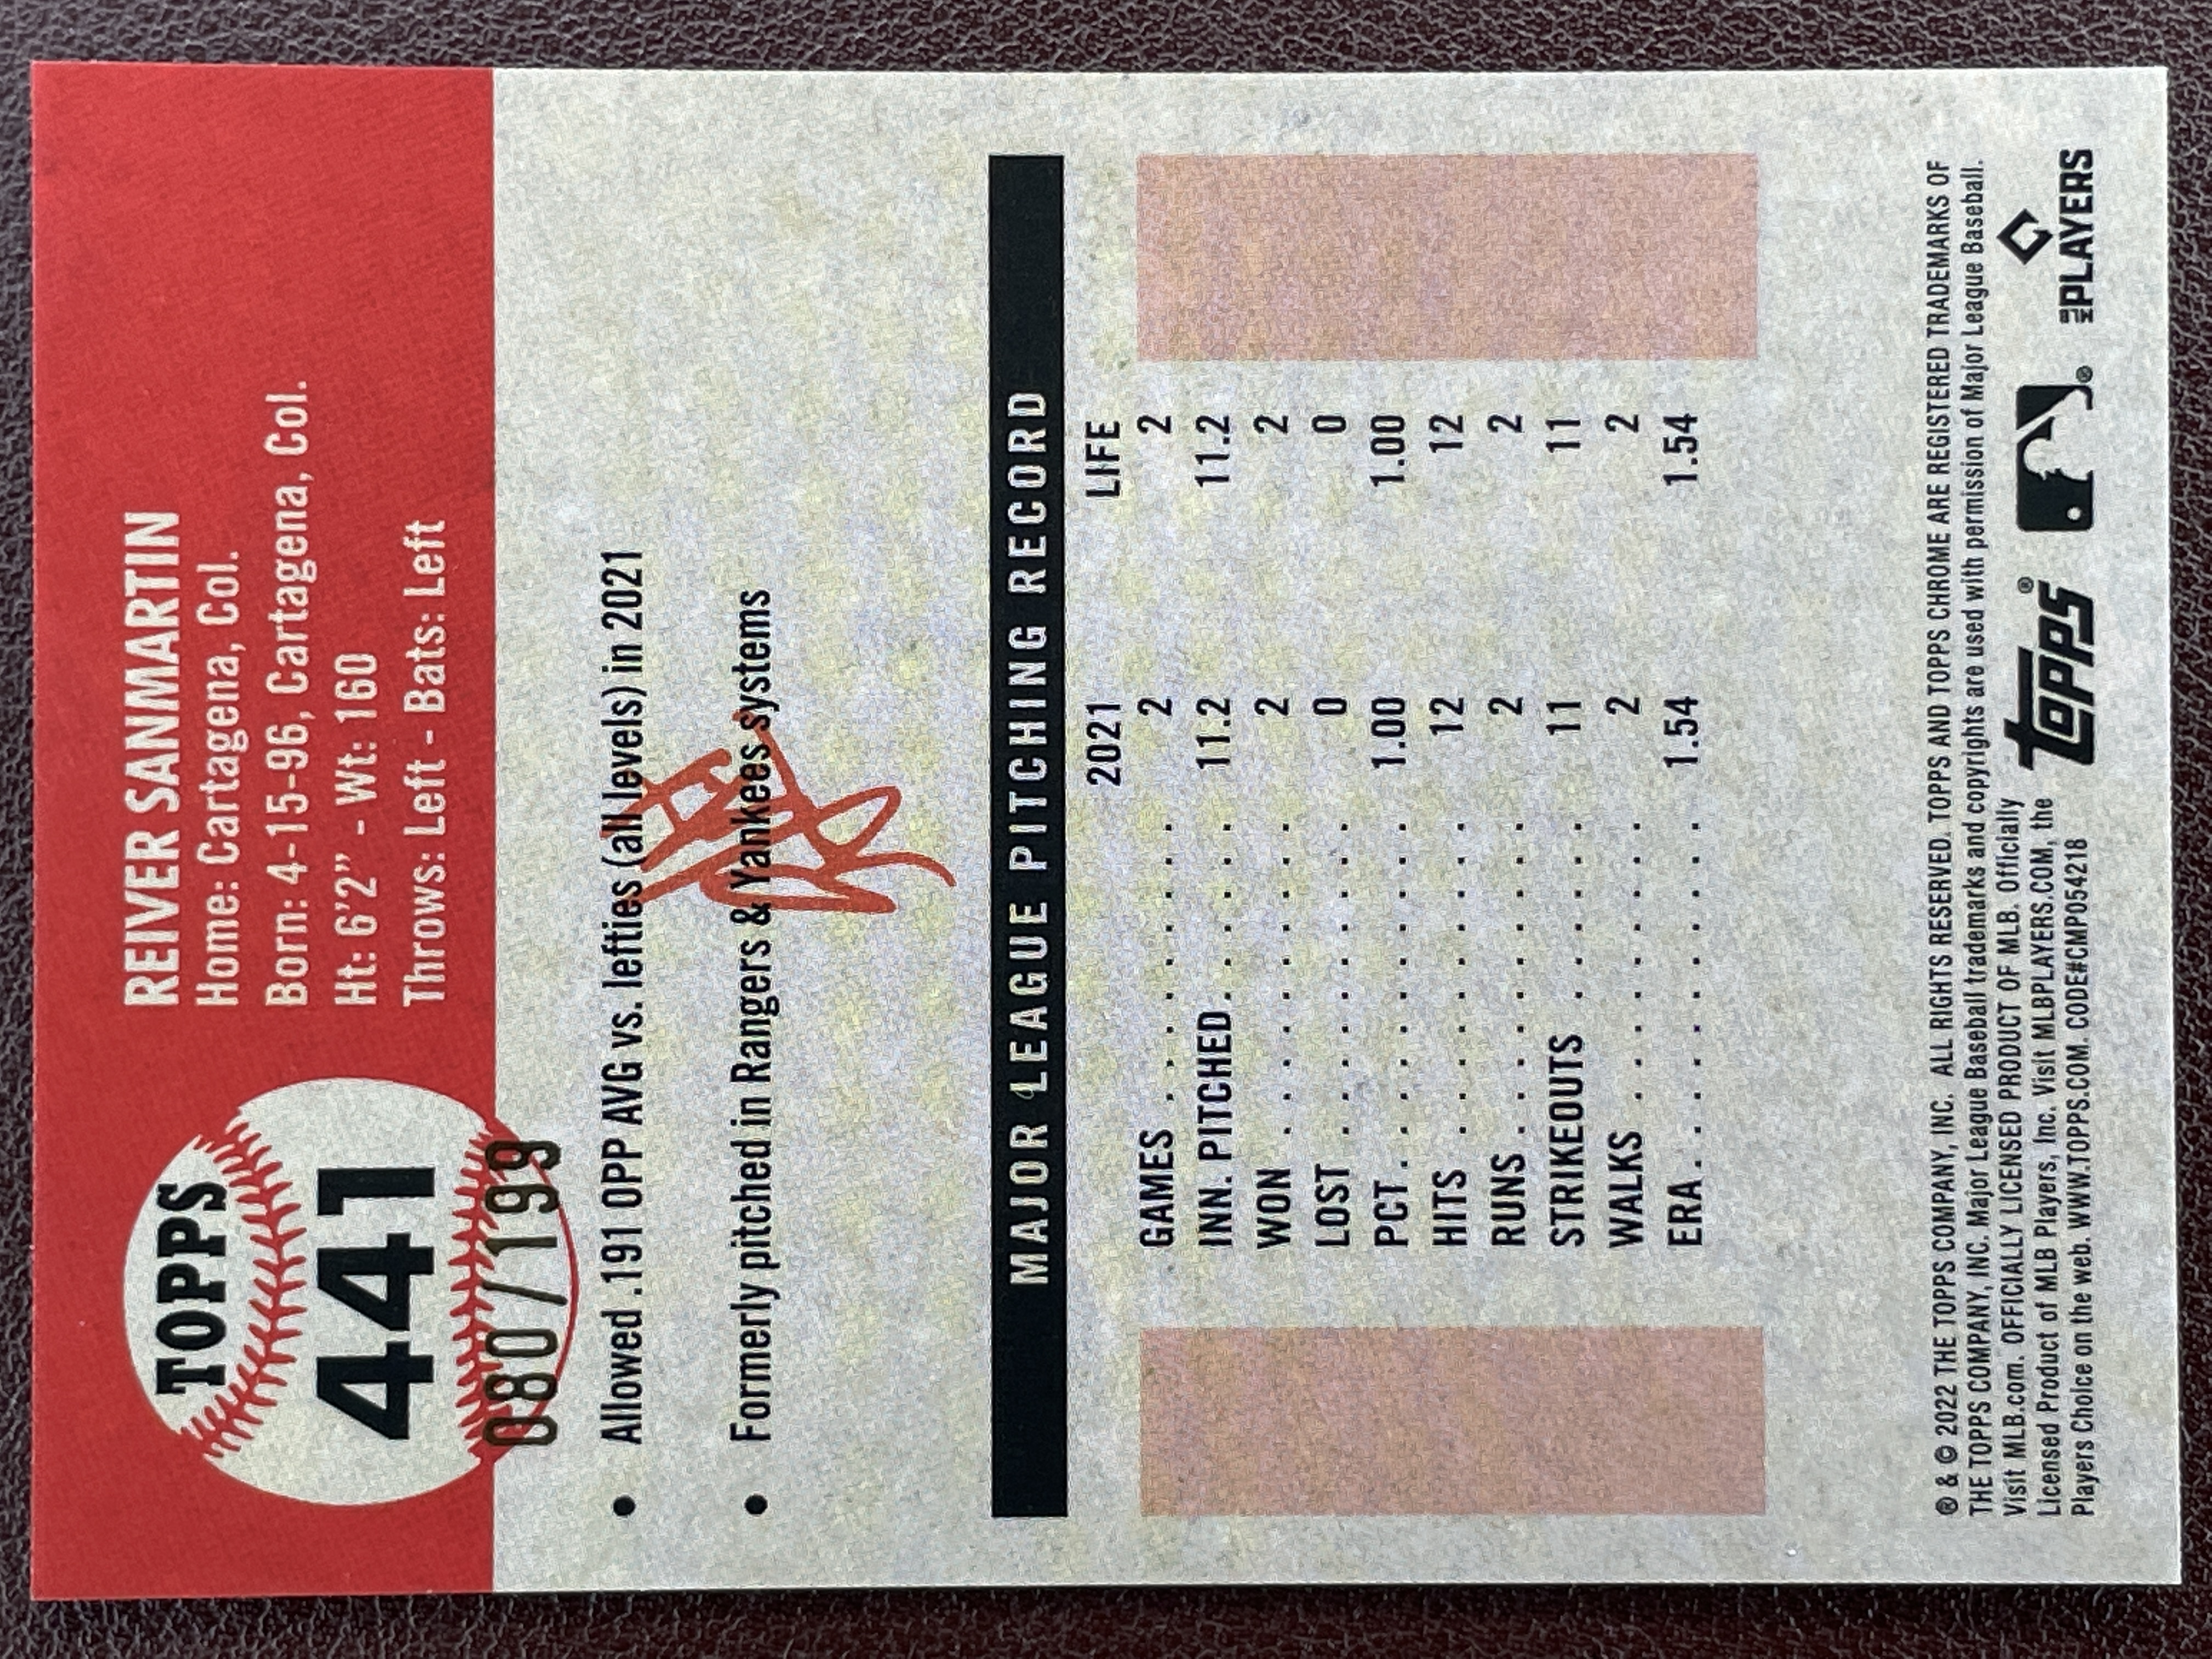 TOPPS
441
080/199
REIVER SANMARTIN
Home: Cartagena, Col.
Born: 4-15-96, Cartagena, Col.
Ht: 6'2” - Wt: 160
Throws: Left - Bats: Left
• Allowed .191 OPP AVG vs. lefties (all levels) in 2021
• Formerly pitched in Rangers & Yankees systems
MAJOR LEAGUE PITCHING RECORD
2021 LIFE
GAMES . . . . . . . . . . . . 2 2
INN. PITCHED . . . . . . . . 11.2 11.2
WON . . . . . . . . . . . . 2 2
LOST . . . . . . . . . . . . 0 0
PCT. . . . . . . . . . . . . 1.00 1.00
HITS . . . . . . . . . . . . 12 12
RUNS . . . . . . . . . . . . 2 2
STRIKEOUTS . . . . . . . 11 11
WALKS . . . . . . . . . . . 2 2
ERA . . . . . . . . . . . . . 1.54 1.54
® & © 2022 THE TOPPS COMPANY, INC. ALL RIGHTS RESERVED. TOPPS AND TOPPS CHROME ARE REGISTERED TRADEMARKS OF
THE TOPPS COMPANY, INC. Major League Baseball trademarks and copyrights are used with permission of Major League Baseball.
Visit MLB.com. OFFICIALLY LICENSED PRODUCT OF MLB. Officially
Licensed Product of MLB Players, Inc. Visit MLBPLAYERS.COM, the
Players Choice on the web. WWW.TOPPS.COM. CODE#CMP054218
Topps®
®
MLB PLAYERS